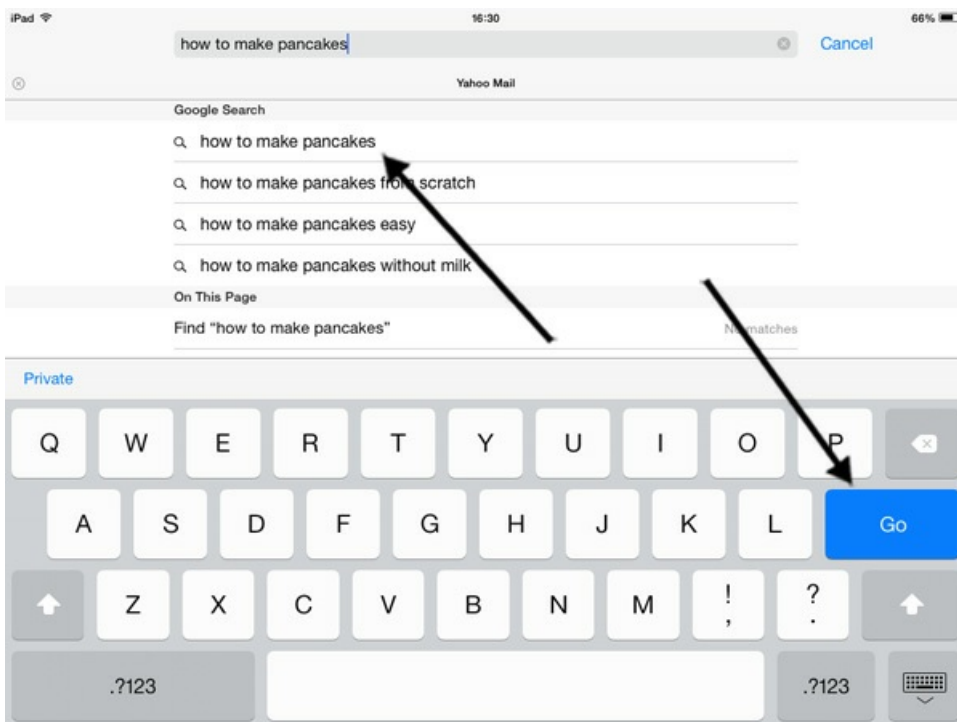 iPad 16:30 66%
how to make pancakes Cancel
Yahoo Mail
Google Search
how to make pancakes
how to make pancakes from scratch
how to make pancakes easy
how to make pancakes without milk
On This Page
Find “how to make pancakes” No matches
Private
Q W E R T Y U I O P
A S D F G H J K L Go
Z X C V B N M ! , ? .
.?123 .?123